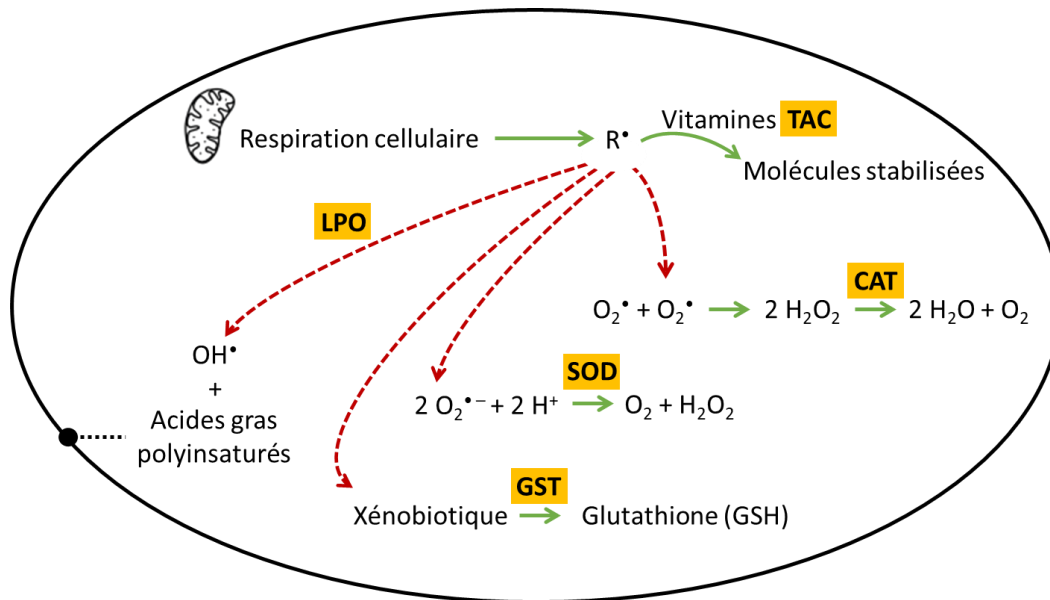 Vitamines TAC
Respiration cellulaire R•
Molécules stabilisées
LPO
CAT
O₂• + O₂• 2 H₂O₂ 2 H₂O + O₂
OH•
+
Acides gras
polyinsaturés
SOD
2 O₂•⁻ + 2 H⁺ O₂ + H₂O₂
GST
Xénobiotique Glutathione (GSH)